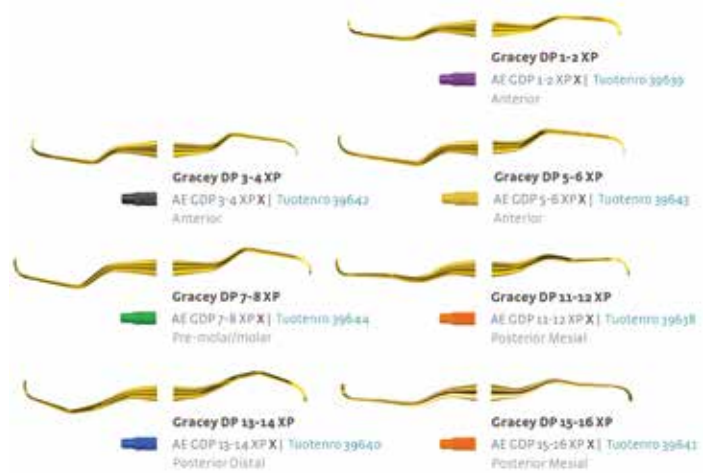 Gracey DP 1-2 XP
AE GDP 1-2 XP X | Tuotenro 39639
Anterior
Gracey DP 3-4 XP
AE GDP 3-4 XP X | Tuotenro 39642
Anterior
Gracey DP 5-6 XP
AE GDP 5-6 XP X | Tuotenro 39643
Anterior
Gracey DP 7-8 XP
AE GDP 7-8 XP X | Tuotenro 39644
Pre-molar/molar
Gracey DP 11-12 XP
AE GDP 11-12 XP X | Tuotenro 39638
Posterior Mesial
Gracey DP 13-14 XP
AE GDP 13-14 XP X | Tuotenro 39640
Posterior Distal
Gracey DP 15-16 XP
AE GDP 15-16 XP X | Tuotenro 39641
Posterior Mesial